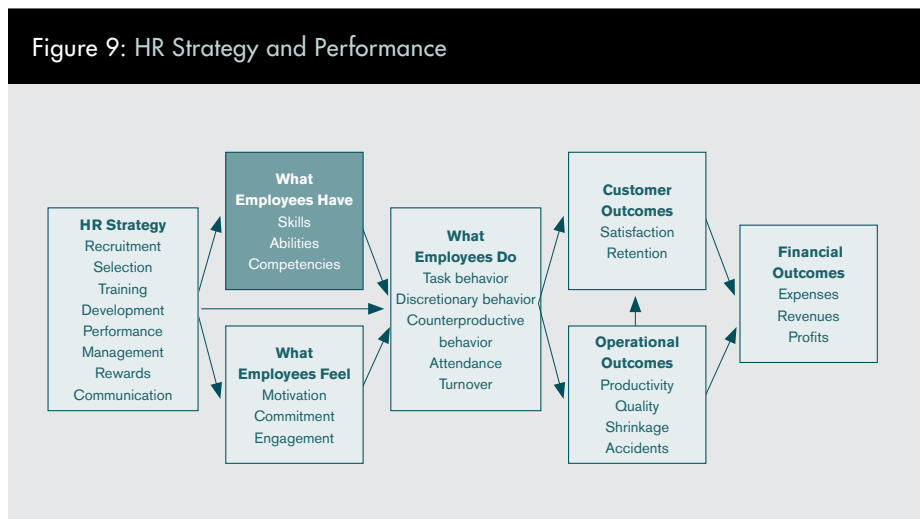 Figure 9: HR Strategy and Performance
HR Strategy
Recruitment
Selection
Training
Development
Performance
Management
Rewards
Communication
What
Employees Have
Skills
Abilities
Competencies
What
Employees Feel
Motivation
Commitment
Engagement
What
Employees Do
Task behavior
Discretionary behavior
Counterproductive
behavior
Attendance
Turnover
Customer
Outcomes
Satisfaction
Retention
Operational
Outcomes
Productivity
Quality
Shrinkage
Accidents
Financial
Outcomes
Expenses
Revenues
Profits